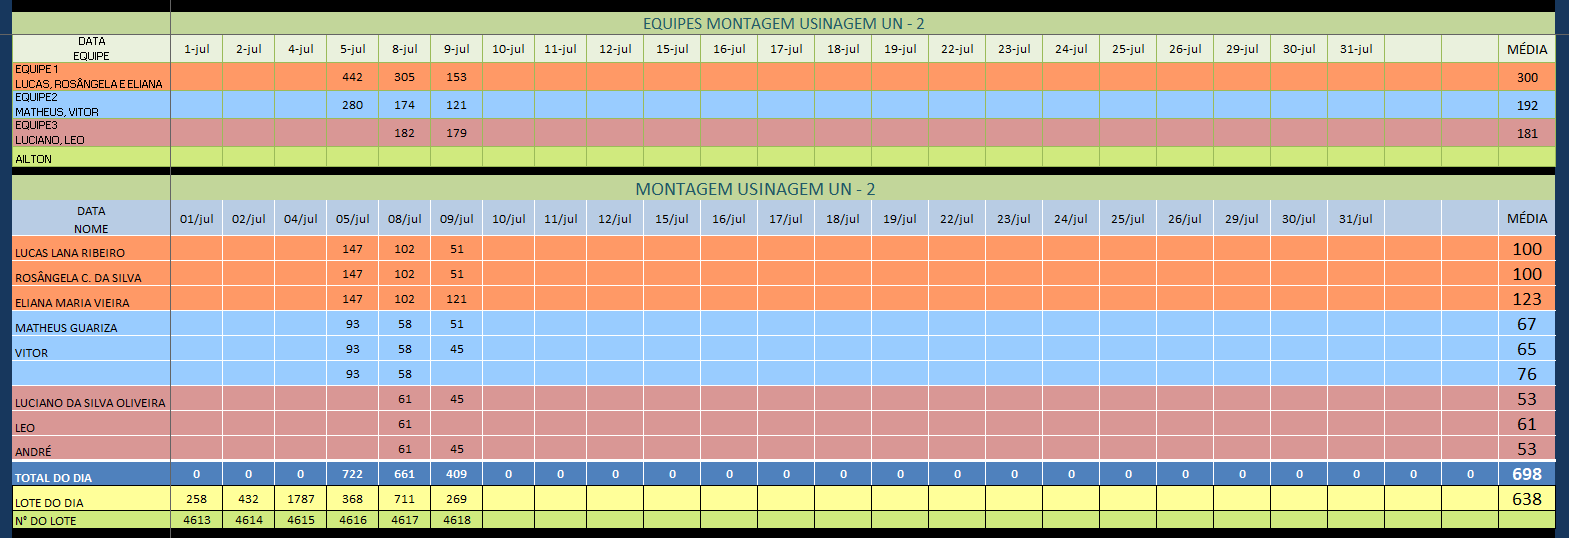 EQUIPES MONTAGEM USINAGEM UN - 2
DATA
EQUIPE 1-jul 2-jul 4-jul 5-jul 8-jul 9-jul 10-jul 11-jul 12-jul 15-jul 16-jul 17-jul 18-jul 19-jul 22-jul 23-jul 24-jul 25-jul 26-jul 29-jul 30-jul 31-jul MÉDIA
EQUIPE 1
LUCAS, ROSÂNGELA E ELIANA 442 305 153 300
EQUIPE2
MATHEUS, VITOR 280 174 121 192
EQUIPE3
LUCIANO, LEO 182 179 181
AILTON
MONTAGEM USINAGEM UN - 2
DATA
NOME 01/jul 02/jul 04/jul 05/jul 08/jul 09/jul 10/jul 11/jul 12/jul 15/jul 16/jul 17/jul 18/jul 19/jul 22/jul 23/jul 24/jul 25/jul 26/jul 29/jul 30/jul 31/jul MÉDIA
LUCAS LANA RIBEIRO 147 102 51 100
ROSÂNGELA C. DA SILVA 147 102 51 100
ELIANA MARIA VIEIRA 147 102 121 123
MATHEUS GUARIZA 93 58 51 67
VITOR 93 58 45 65
93 58 76
LUCIANO DA SILVA OLIVEIRA 61 45 53
LEO 61 61
ANDRÉ 61 45 53
TOTAL DO DIA 0 0 0 722 661 409 0 0 0 0 0 0 0 0 0 0 0 0 0 0 0 0 0 0 698
LOTE DO DIA 258 432 1787 368 711 269 638
N° DO LOTE 4613 4614 4615 4616 4617 4618